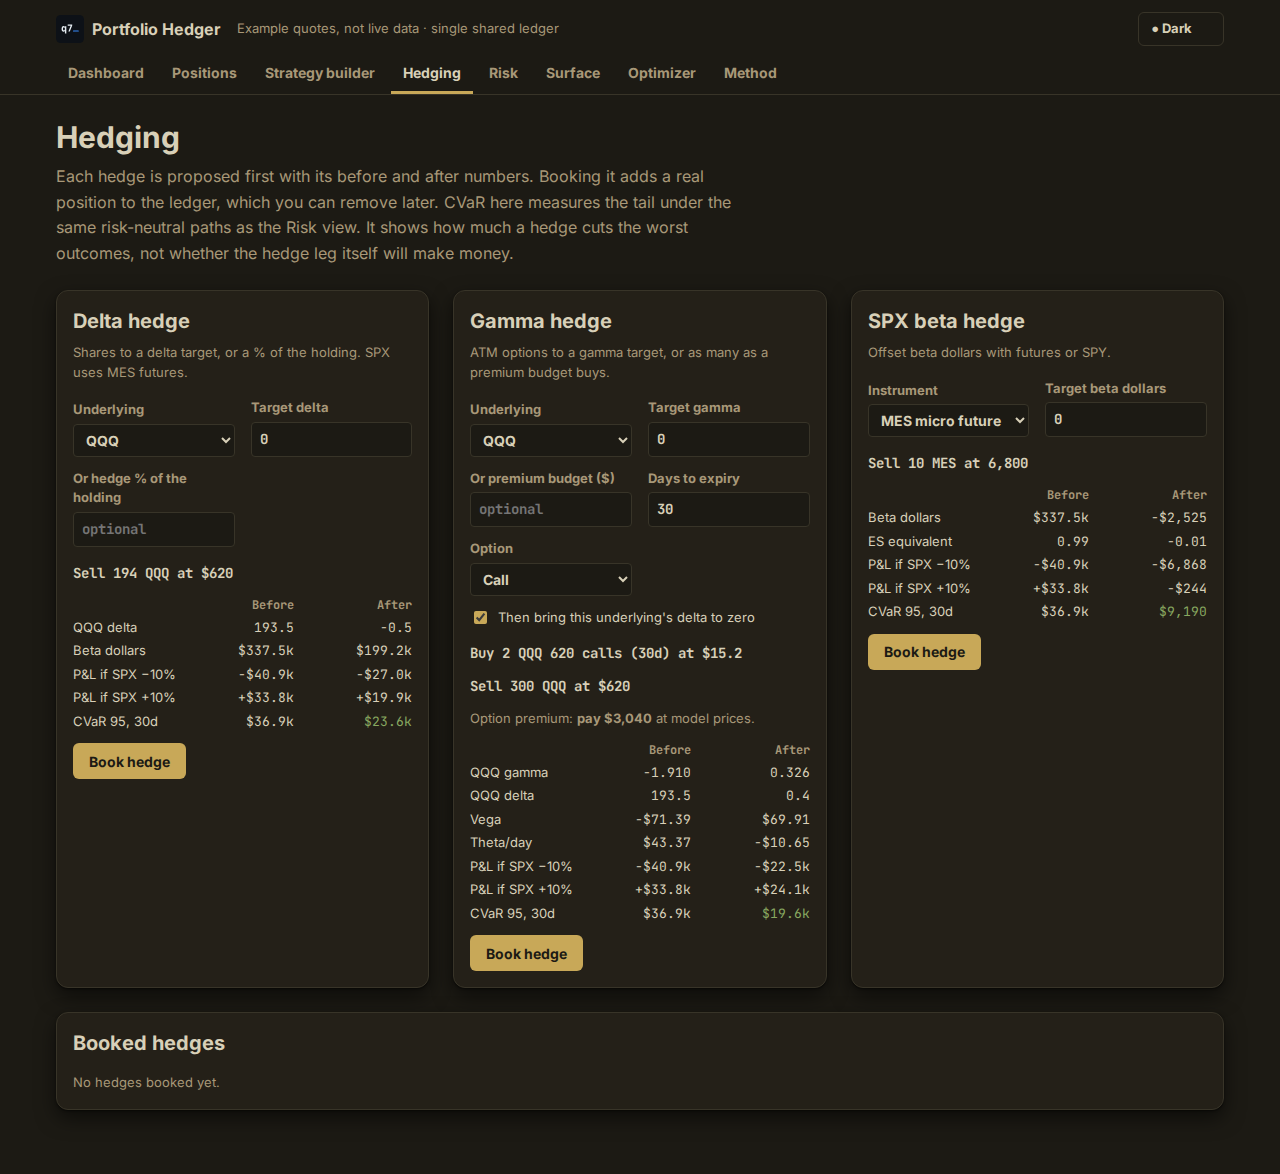 q7_ Portfolio Hedger Example quotes, not live data · single shared ledger ● Dark
Dashboard Positions Strategy builder Hedging Risk Surface Optimizer Method
Hedging
Each hedge is proposed first with its before and after numbers. Booking it adds a real
position to the ledger, which you can remove later. CVaR here measures the tail under the
same risk-neutral paths as the Risk view. It shows how much a hedge cuts the worst
outcomes, not whether the hedge leg itself will make money.
Delta hedge
Shares to a delta target, or a % of the holding. SPX
uses MES futures.
Underlying Target delta
QQQ 0
Or hedge % of the
holding
optional
Sell 194 QQQ at $620
Before After
QQQ delta 193.5 -0.5
Beta dollars $337.5k $199.2k
P&L if SPX −10% -$40.9k -$27.0k
P&L if SPX +10% +$33.8k +$19.9k
CVaR 95, 30d $36.9k $23.6k
Book hedge
Gamma hedge
ATM options to a gamma target, or as many as a
premium budget buys.
Underlying Target gamma
QQQ 0
Or premium budget ($) Days to expiry
optional 30
Option
Call
Then bring this underlying's delta to zero
Buy 2 QQQ 620 calls (30d) at $15.2
Sell 300 QQQ at $620
Option premium: pay $3,040 at model prices.
Before After
QQQ gamma -1.910 0.326
QQQ delta 193.5 0.4
Vega -$71.39 $69.91
Theta/day $43.37 -$10.65
P&L if SPX −10% -$40.9k -$22.5k
P&L if SPX +10% +$33.8k +$24.1k
CVaR 95, 30d $36.9k $19.6k
Book hedge
SPX beta hedge
Offset beta dollars with futures or SPY.
Instrument Target beta dollars
MES micro future 0
Sell 10 MES at 6,800
Before After
Beta dollars $337.5k -$2,525
ES equivalent 0.99 -0.01
P&L if SPX −10% -$40.9k -$6,868
P&L if SPX +10% +$33.8k -$244
CVaR 95, 30d $36.9k $9,190
Book hedge
Booked hedges
No hedges booked yet.